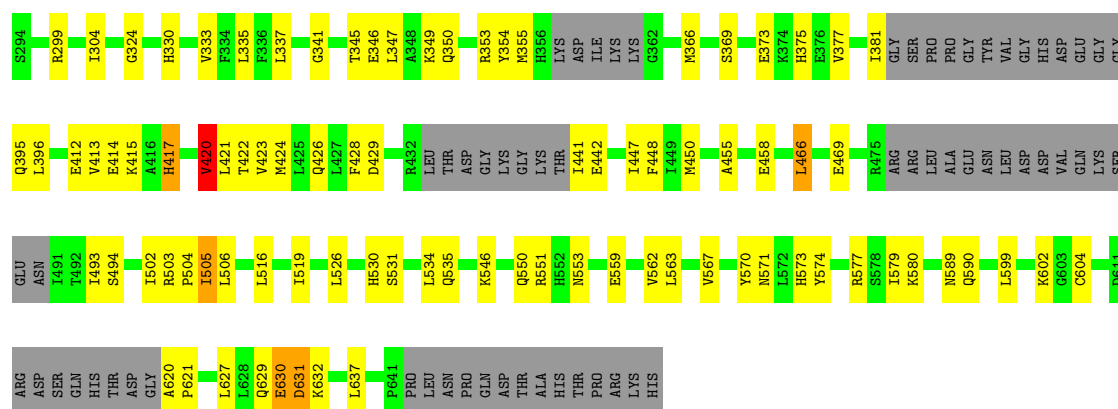 S294 R299 I304 G324 H330 V333 F334 L335 F336 L337 G341 T345 E346 L347 A348 K349 Q350 R353 Y354 M355 H356 LYS ASP ILE LYS LYS G362 M366 S369 E373 K374 H375 E376 V377 I381 GLY SER PRO PRO GLY TYR VAL GLY HIS ASP GLU GLY GLY
Q395 L396 E412 V413 E414 K415 A416 H417 V420 L421 T422 V423 M424 L425 Q426 L427 F428 D429 R432 LEU THR ASP GLY LYS GLY LYS THR I441 E442 I447 F448 I449 M450 A455 E458 L466 E469 R475 ARG ARG LEU ALA GLU ASN LEU ASP ASP VAL GLN LYS SER
GLU ASN I491 T492 I493 S494 I502 R503 P504 I505 L506 L516 I519 L526 H530 S531 L534 Q535 K546 Q550 R551 H552 N553 E559 V562 L563 V567 Y570 N571 L572 H573 Y574 R577 S578 I579 K580 N589 Q590 L599 K602 G603 C604 D611
ARG ASP SER GLN HIS THR ASP GLY A620 P621 L627 L628 Q629 E630 D631 K632 L637 P641 PRO LEU ASN PRO GLN ASP THR ALA HIS THR PRO ARG LYS HIS